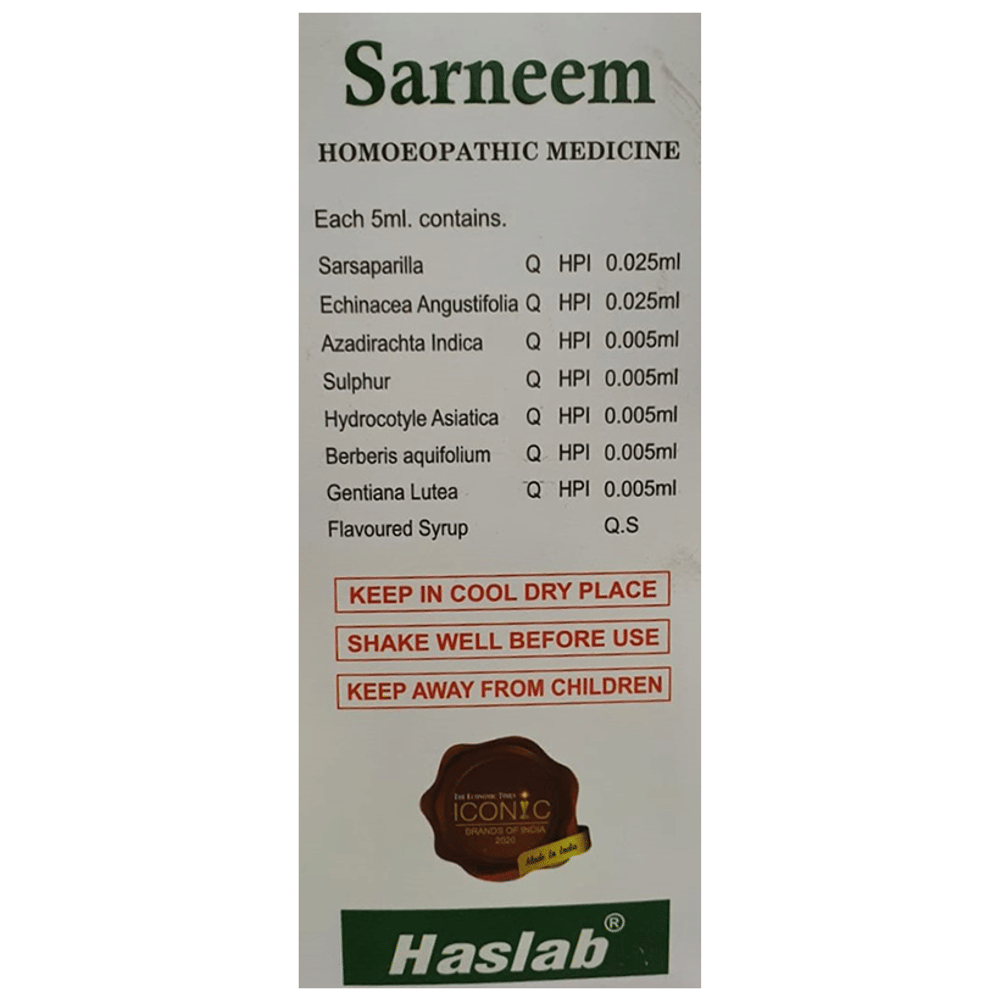 Sarneem
HOMOEOPATHIC MEDICINE
Each 5ml. contains.
Sarsaparilla Q HPI 0.025ml
Echinacea Angustifolia Q HPI 0.025ml
Azadirachta Indica Q HPI 0.005ml
Sulphur Q HPI 0.005ml
Hydrocotyle Asiatica Q HPI 0.005ml
Berberis aquifolium Q HPI 0.005ml
Gentiana Lutea Q HPI 0.005ml
Flavoured Syrup Q.S
KEEP IN COOL DRY PLACE
SHAKE WELL BEFORE USE
KEEP AWAY FROM CHILDREN
THE ECONOMIC TIMES
ICONIC
BRANDS OF INDIA
2020
Made In India
Haslab®